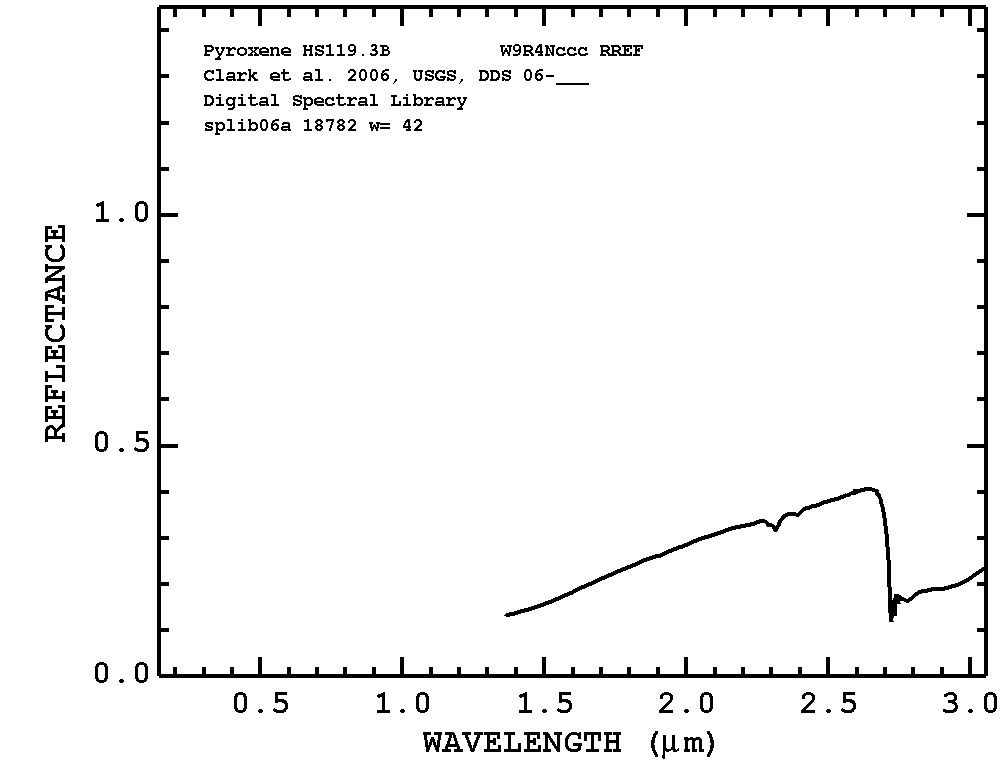 Pyroxene HS119.3B W9R4Nccc RREF
Clark et al. 2006, USGS, DDS 06-___
Digital Spectral Library
splib06a 18782 w= 42
REFLECTANCE
1.0
0.5
0.0
0.5 1.0 1.5 2.0 2.5 3.0
WAVELENGTH (μm)